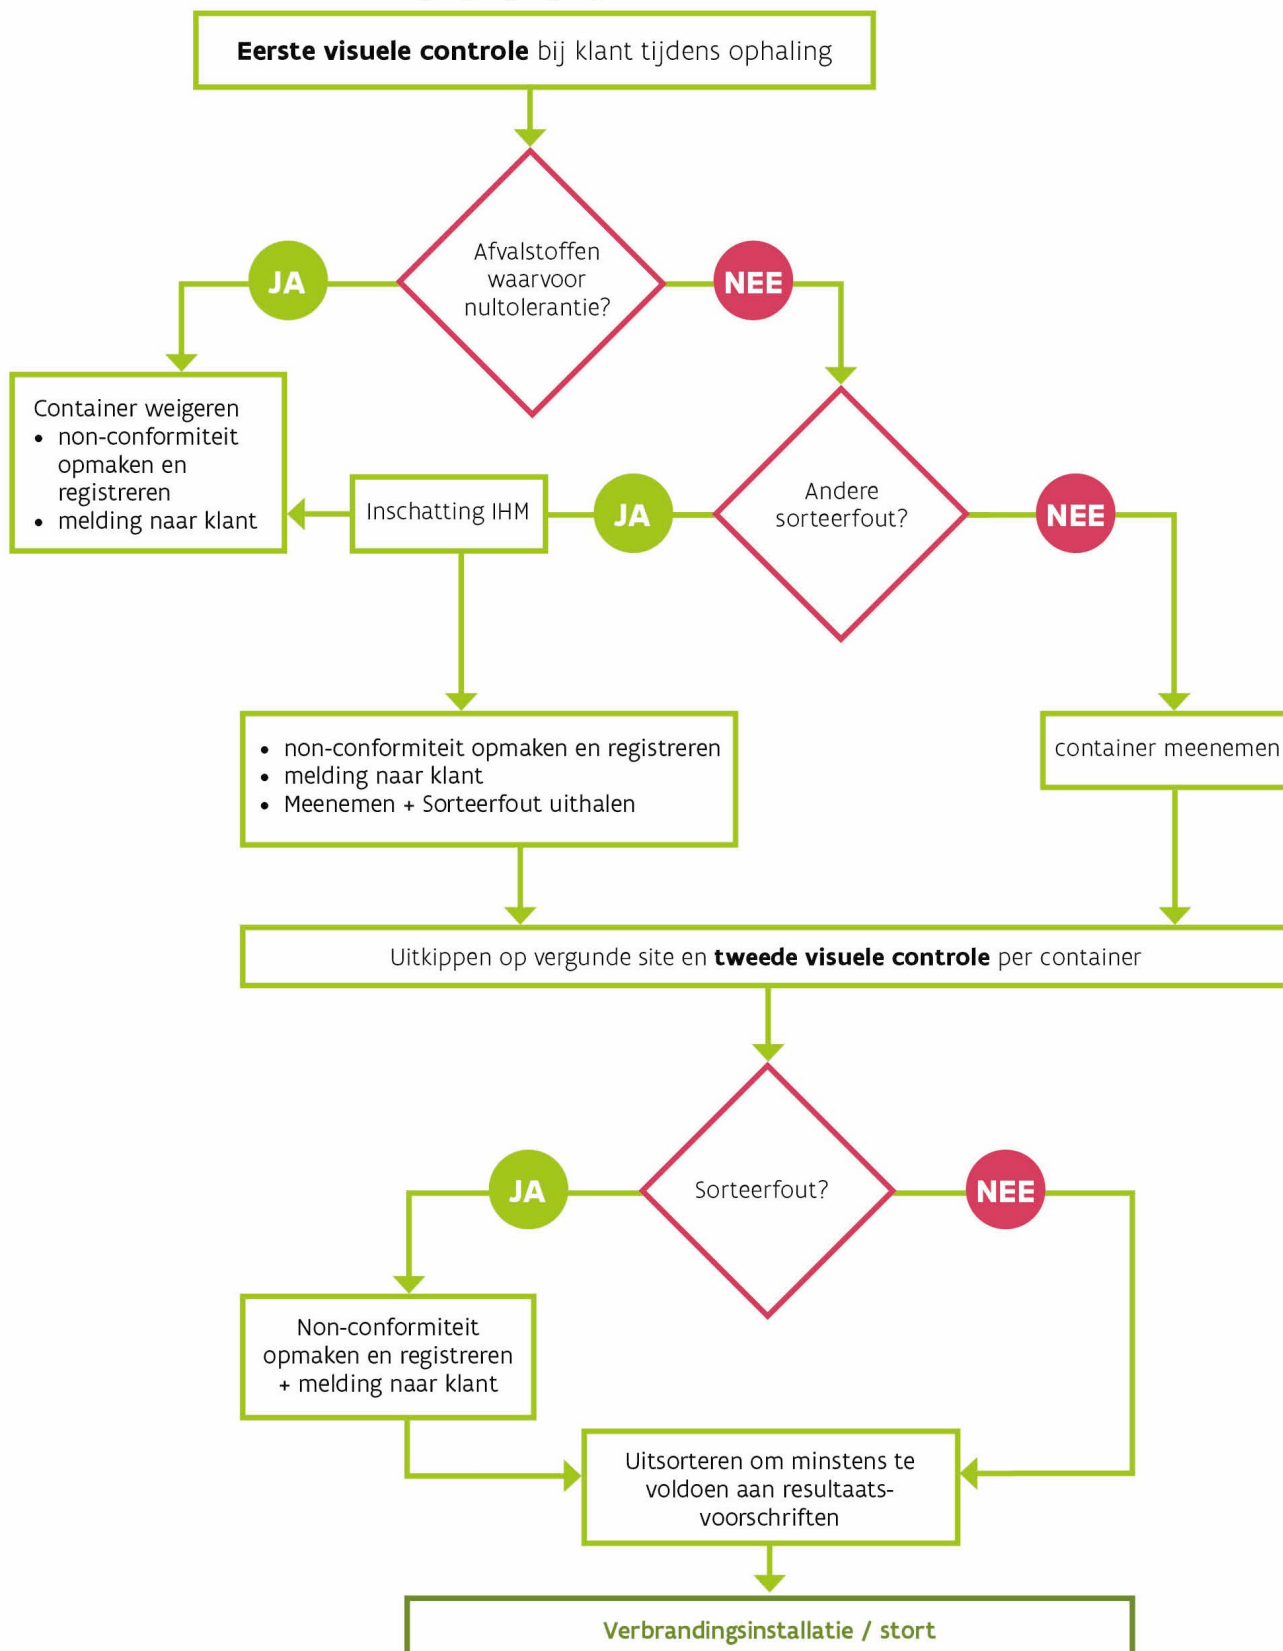 Eerste visuele controle bij klant tijdens ophaling
Afvalstoffen
waarvoor
nultolerantie?
JA
NEE
Container weigeren
• non-conformiteit
opmaken en
registreren
• melding naar klant
Inschatting IHM
JA
Andere
sorteerfout?
NEE
• non-conformiteit opmaken en registreren
• melding naar klant
• Meenemen + Sorteerfout uithalen
container meenemen
Uitkippen op vergunde site en tweede visuele controle per container
JA
Sorteerfout?
NEE
Non-conformiteit
opmaken en registreren
+ melding naar klant
Uitsorteren om minstens te
voldoen aan resultaats-
voorschriften
Verbrandingsinstallatie / stort